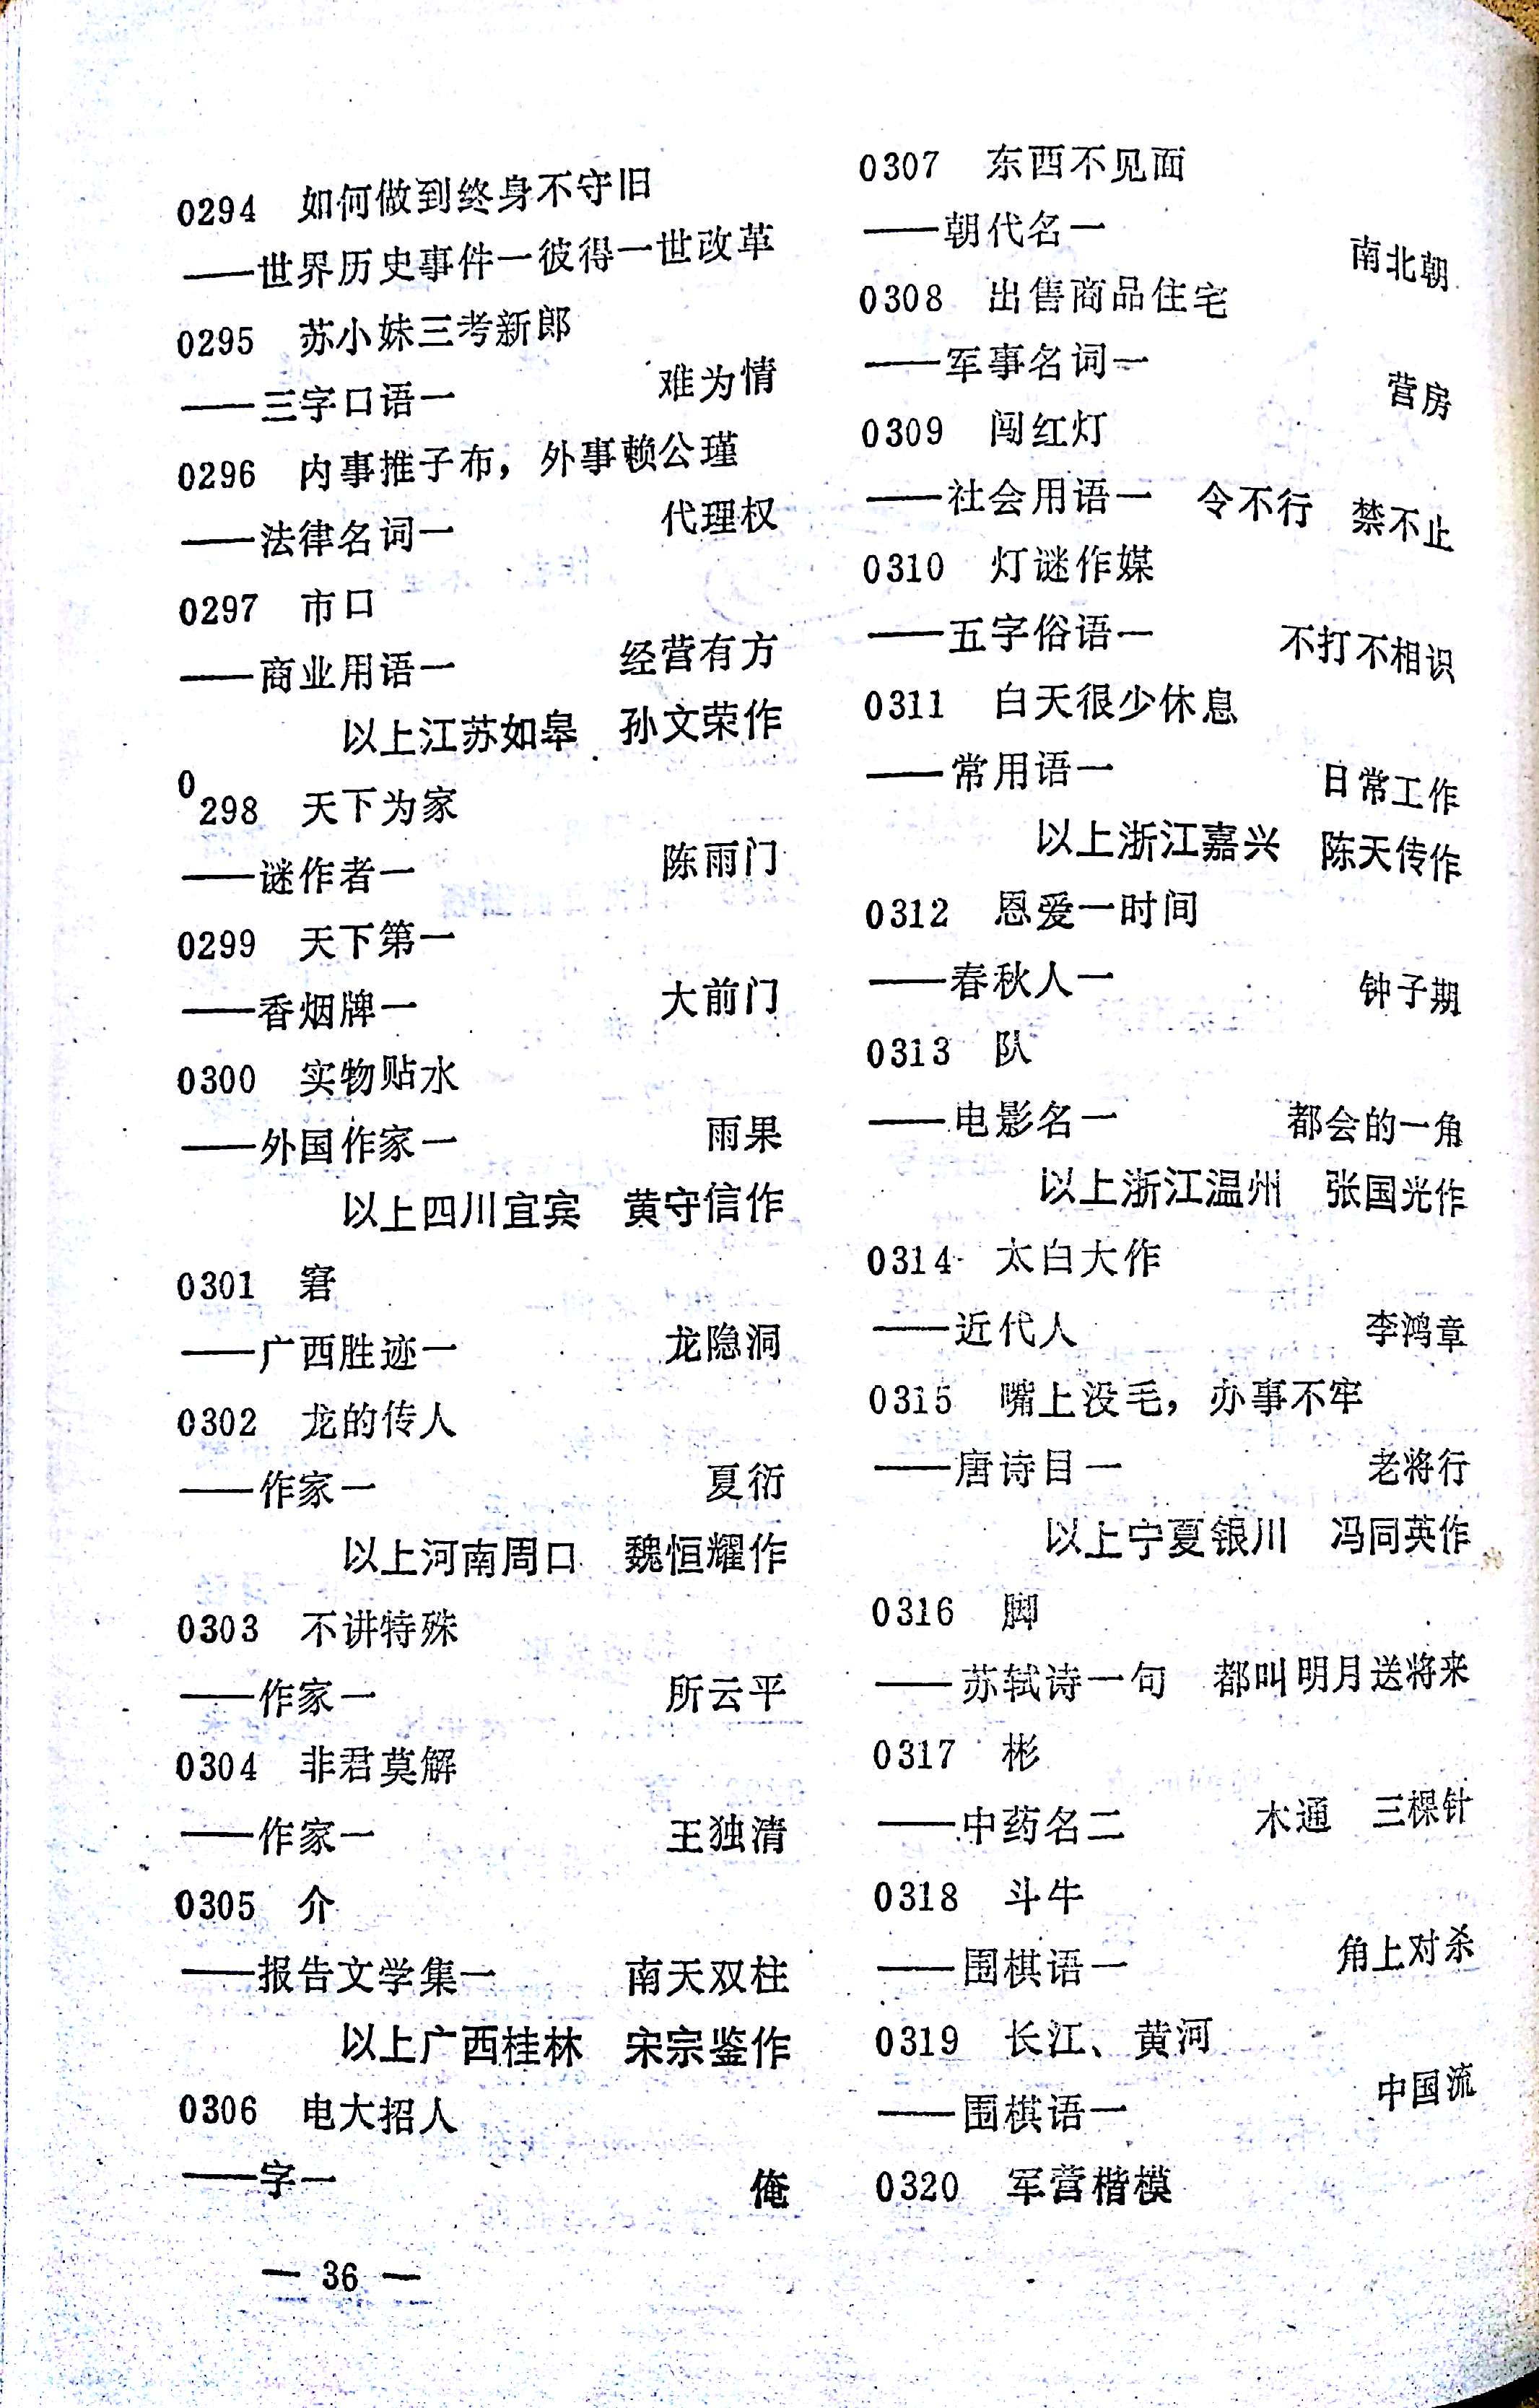 0294　如何做到终身不守旧
——世界历史事件一彼得一世改革
0295　苏小妹三考新郎
——三字口语一　难为情
0296　内事推子布，外事赖公瑾
——法律名词一　代理权
0297　市口
——商业用语一　经营有方
以上江苏如皋　孙文荣作
0298　天下为家
——谜作者一　陈雨门
0299　天下第一
——香烟牌一　大前门
0300　实物贴水
——外国作家一　雨果
以上四川宜宾　黄守信作
0301　窘
——广西胜迹一　龙隐洞
0302　龙的传人
——作家一　夏衍
以上河南周口　魏恒耀作
0303　不讲特殊
——作家一　所云平
0304　非君莫解
——作家一　王独清
0305　介
——报告文学集一　南天双柱
以上广西桂林　宋宗鉴作
0306　电大招人
——字一　俺
— 36 —
0307　东西不见面
——朝代名一　南北朝
0308　出售商品住宅
——军事名词一　营房
0309　闯红灯
——社会用语一　令不行　禁不止
0310　灯谜作媒
——五字俗语一　不打不相识
0311　白天很少休息
——常用语一　日常工作
以上浙江嘉兴　陈天传作
0312　恩爱一时间
——春秋人一　钟子期
0313　队
——电影名一　都会的一角
以上浙江温州　张国光作
0314　太白大作
——近代人　李鸿章
0315　嘴上没毛，办事不牢
——唐诗目一　老将行
以上宁夏银川　冯同英作
0316　脚
——苏轼诗一句　都叫明月送将来
0317　彬
——中药名二　木通　三棵针
0318　斗牛
——围棋语一　角上对杀
0319　长江、黄河
——围棋语一　中国流
0320　军营楷模